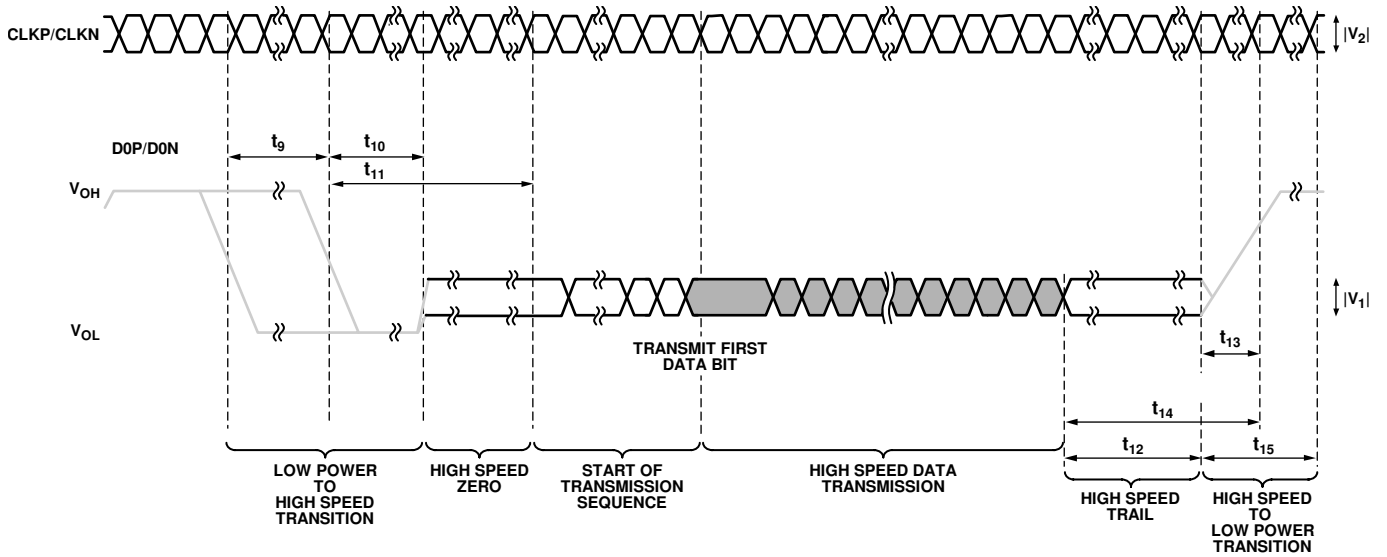 CLKP/CLKN
|V2|
D0P/D0N
t9
t10
t11
VOH
VOL
|V1|
TRANSMIT FIRST
DATA BIT
t13
t14
t12
t15
LOW POWER
TO
HIGH SPEED
TRANSITION
HIGH SPEED
ZERO
START OF
TRANSMISSION
SEQUENCE
HIGH SPEED DATA
TRANSMISSION
HIGH SPEED
TRAIL
HIGH SPEED
TO
LOW POWER
TRANSITION